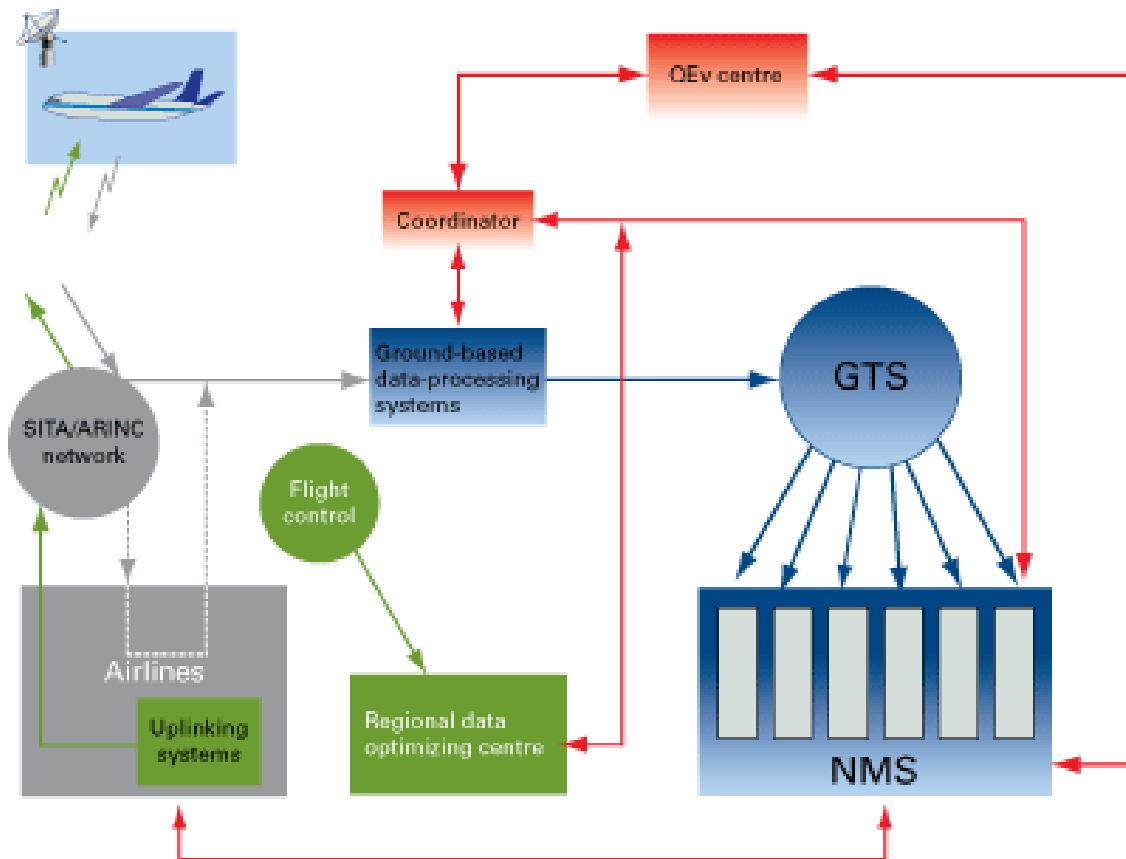 QEv centre
Coordinator
Ground-based
data-processing
systems
GTS
SITA/ARINC
network
Flight
control
Airlines
Uplinking
systems
Regional data
optimizing centre
NMS